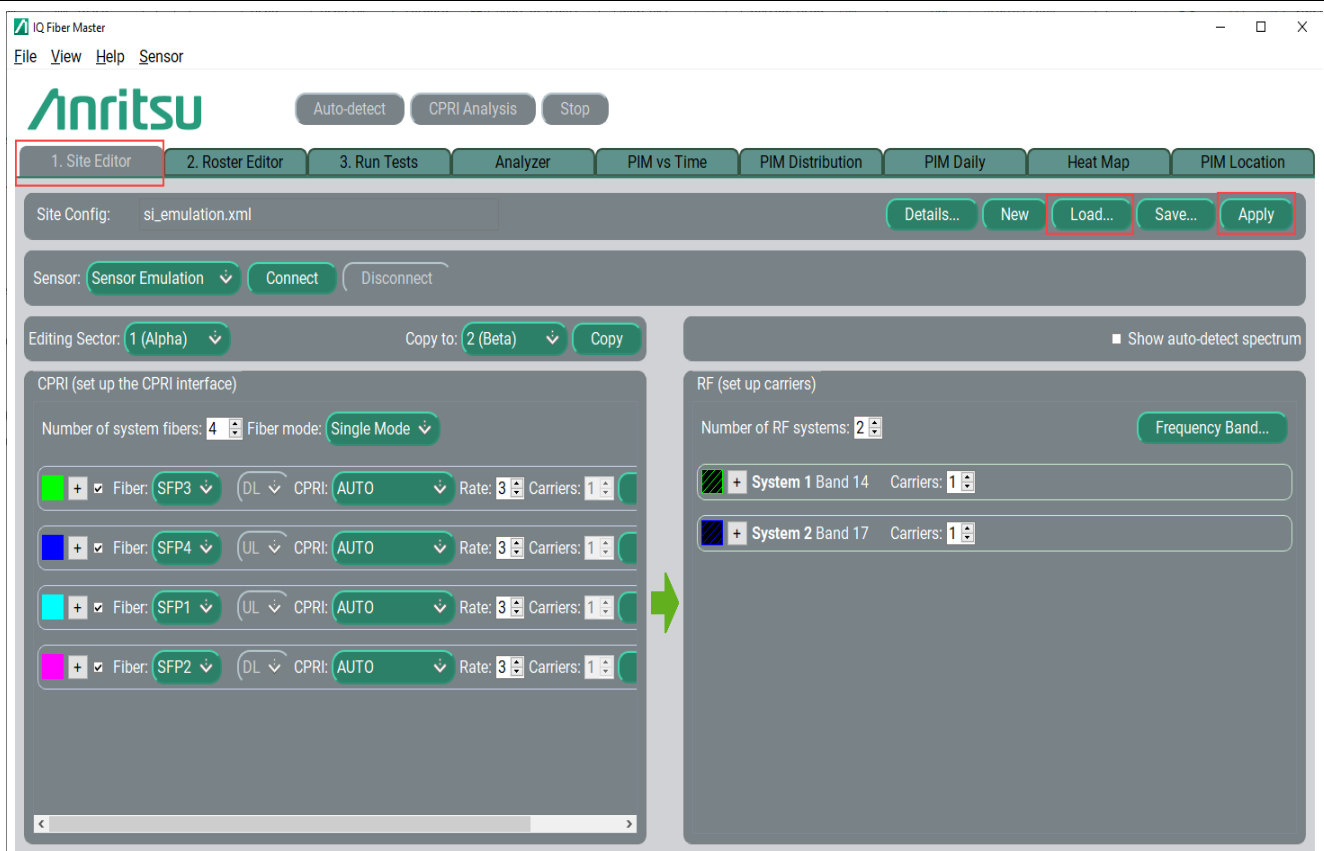 IQ Fiber Master
File View Help Sensor
Anritsu
Auto-detect CPRI Analysis Stop
1. Site Editor 2. Roster Editor 3. Run Tests Analyzer PIM vs Time PIM Distribution PIM Daily Heat Map PIM Location
Site Config: si_emulation.xml Details... New Load... Save... Apply
Sensor: Sensor Emulation Connect Disconnect
Editing Sector: 1 (Alpha) Copy to: 2 (Beta) Copy Show auto-detect spectrum
CPRI (set up the CPRI interface)
Number of system fibers: 4 Fiber mode: Single Mode
+ Fiber: SFP3 DL CPRI: AUTO Rate: 3 Carriers: 1
+ Fiber: SFP4 UL CPRI: AUTO Rate: 3 Carriers: 1
+ Fiber: SFP1 UL CPRI: AUTO Rate: 3 Carriers: 1
+ Fiber: SFP2 DL CPRI: AUTO Rate: 3 Carriers: 1
RF (set up carriers)
Number of RF systems: 2 Frequency Band...
+ System 1 Band 14 Carriers: 1
+ System 2 Band 17 Carriers: 1